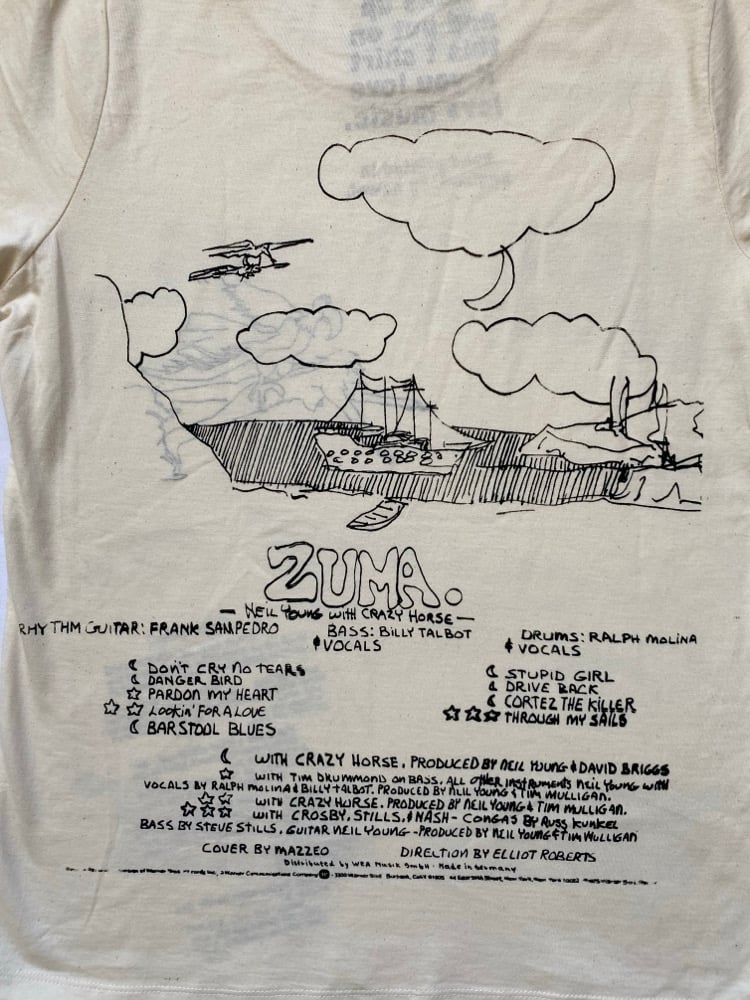 ZUMA.
— NEIL YOUNG WITH CRAZY HORSE —
RHYTHM GUITAR: FRANK SAMPEDRO
BASS: BILLY TALBOT
& VOCALS
DRUMS: RALPH MOLINA
& VOCALS
☾ DON'T CRY NO TEARS
☾ DANGER BIRD
☆ PARDON MY HEART
☆☆ Lookin' FOR A LOVE
☾ BARSTOOL BLUES
☾ STUPID GIRL
☾ DRIVE BACK
☾ CORTEZ THE KILLER
☆☆☆ THROUGH MY SAILS
☾ WITH CRAZY HORSE, PRODUCED BY NEIL YOUNG & DAVID BRIGGS
☆ WITH TIM DRUMMOND ON BASS. ALL OTHER INSTRUMENTS NEIL YOUNG WITH
VOCALS BY RALPH MOLINA & BILLY TALBOT. PRODUCED BY NEIL YOUNG & TIM MULLIGAN.
☆☆ WITH CRAZY HORSE. PRODUCED BY NEIL YOUNG & TIM MULLIGAN.
☆☆☆ WITH CROSBY, STILLS, & NASH - CONGAS BY RUSS KUNKEL
BASS BY STEVE STILLS, GUITAR NEIL YOUNG - PRODUCED BY NEIL YOUNG & TIM MULLIGAN
COVER BY MAZZEO
DIRECTION BY ELLIOT ROBERTS
Distributed by WEA Musik GmbH · Made in Germany